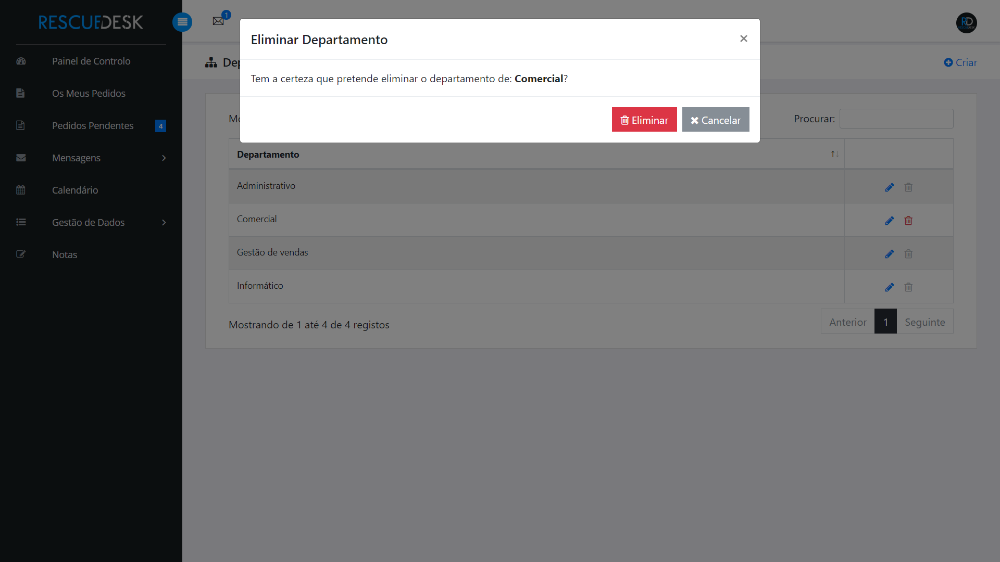 RESCUEDESK
1
RD
Painel de Controlo
Os Meus Pedidos
Pedidos Pendentes 4
Mensagens
Calendário
Gestão de Dados
Notas
Eliminar Departamento ×
Tem a certeza que pretende eliminar o departamento de: Comercial?
Eliminar Cancelar
Dep
Criar
Mo
Procurar:
Departamento
Administrativo
Comercial
Gestão de vendas
Informático
Mostrando de 1 até 4 de 4 registos
Anterior 1 Seguinte